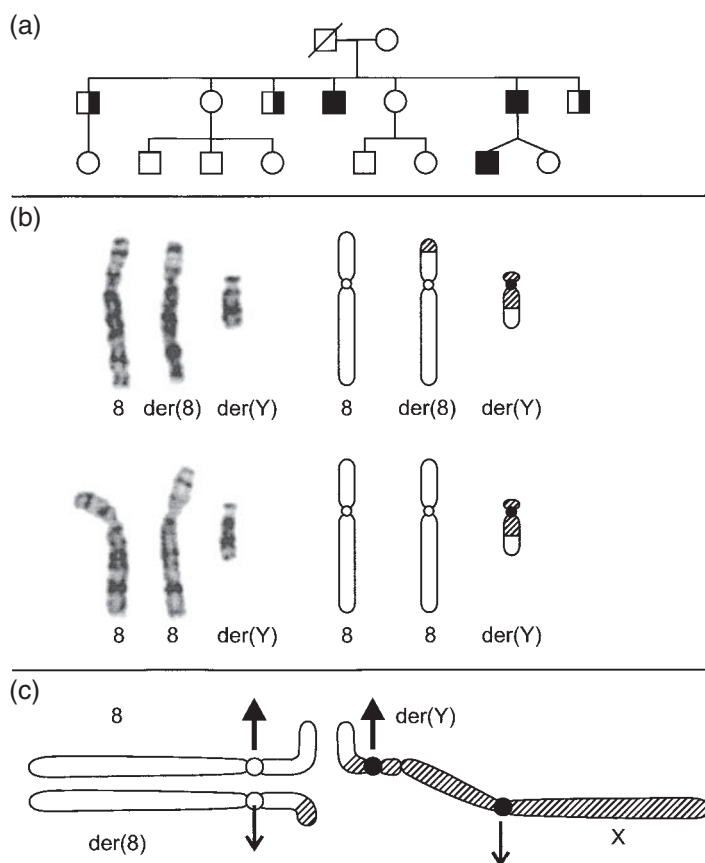 (a)
(b)
8 der(8) der(Y) 8 der(8) der(Y)
8 8 der(Y) 8 8 der(Y)
(c)
8 der(Y)
der(8) X